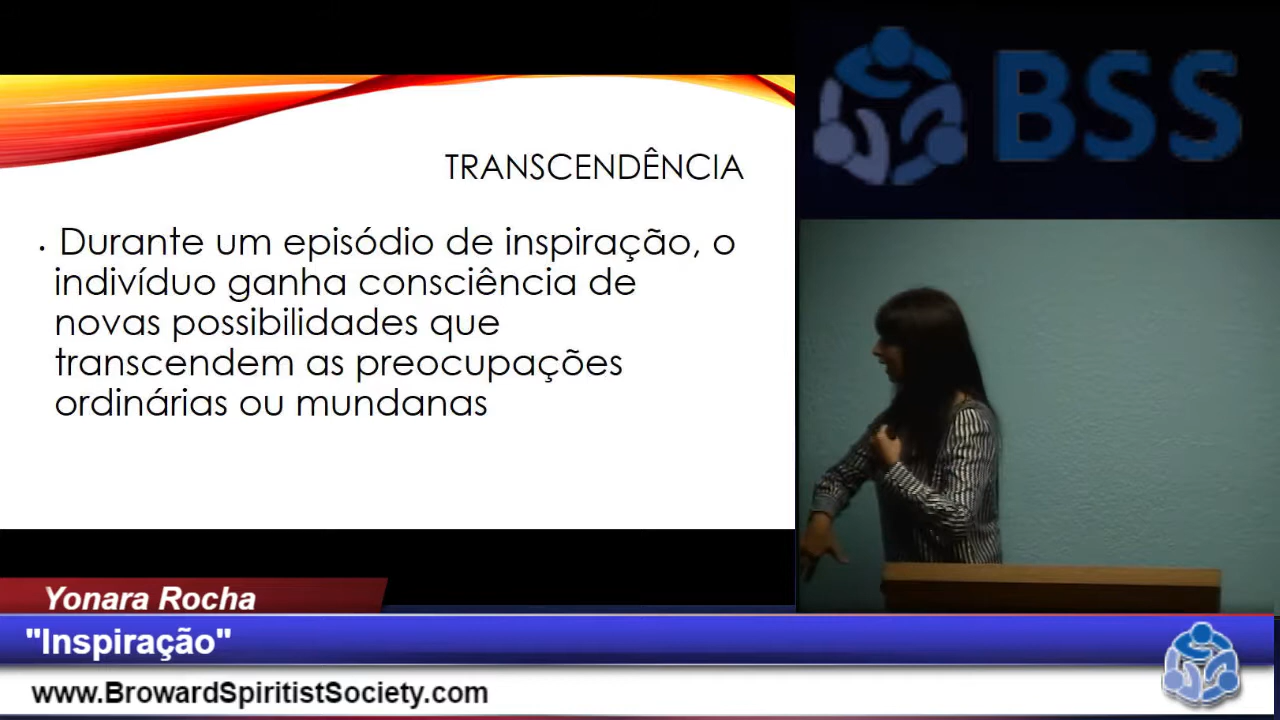 TRANSCENDÊNCIA
• Durante um episódio de inspiração, o
indivíduo ganha consciência de
novas possibilidades que
transcendem as preocupações
ordinárias ou mundanas
BSS
Yonara Rocha
"Inspiração"
www.BrowardSpiritistSociety.com